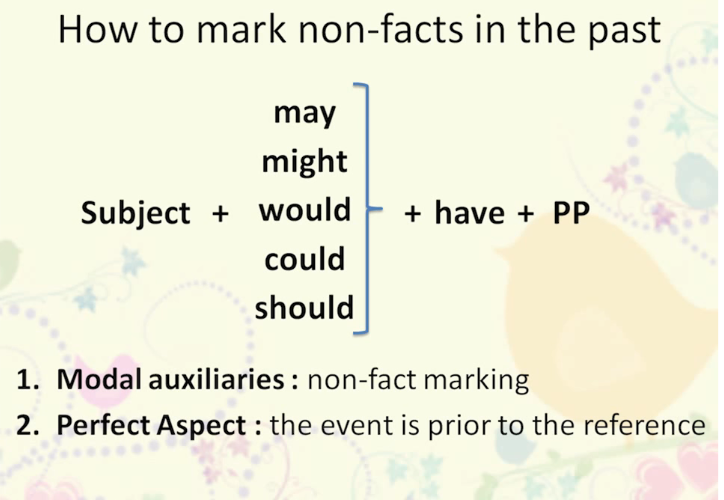 How to mark non-facts in the past
may
might
Subject + would + have + PP
could
should
1. Modal auxiliaries : non-fact marking
2. Perfect Aspect : the event is prior to the reference